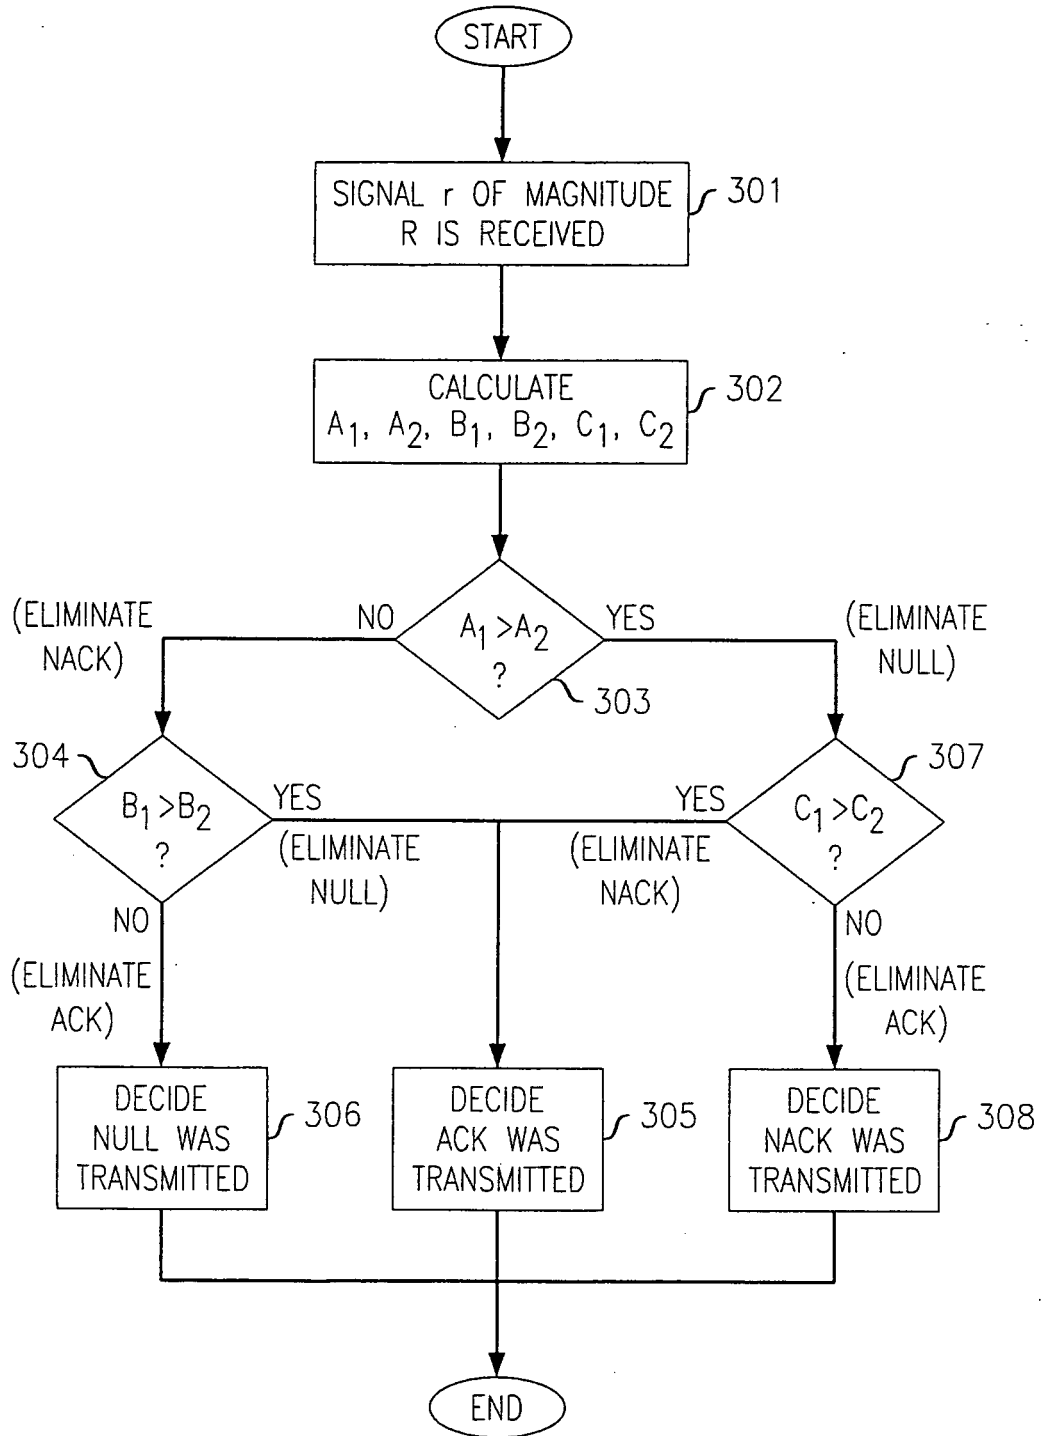 START
SIGNAL r OF MAGNITUDE
R IS RECEIVED
301
CALCULATE
A1, A2, B1, B2, C1, C2
302
A1>A2
?
303
NO
YES
(ELIMINATE
NACK)
(ELIMINATE
NULL)
304
B1>B2
?
YES
(ELIMINATE
NULL)
NO
(ELIMINATE
ACK)
307
C1>C2
?
YES
(ELIMINATE
NACK)
NO
(ELIMINATE
ACK)
DECIDE
NULL WAS
TRANSMITTED
306
DECIDE
ACK WAS
TRANSMITTED
305
DECIDE
NACK WAS
TRANSMITTED
308
END